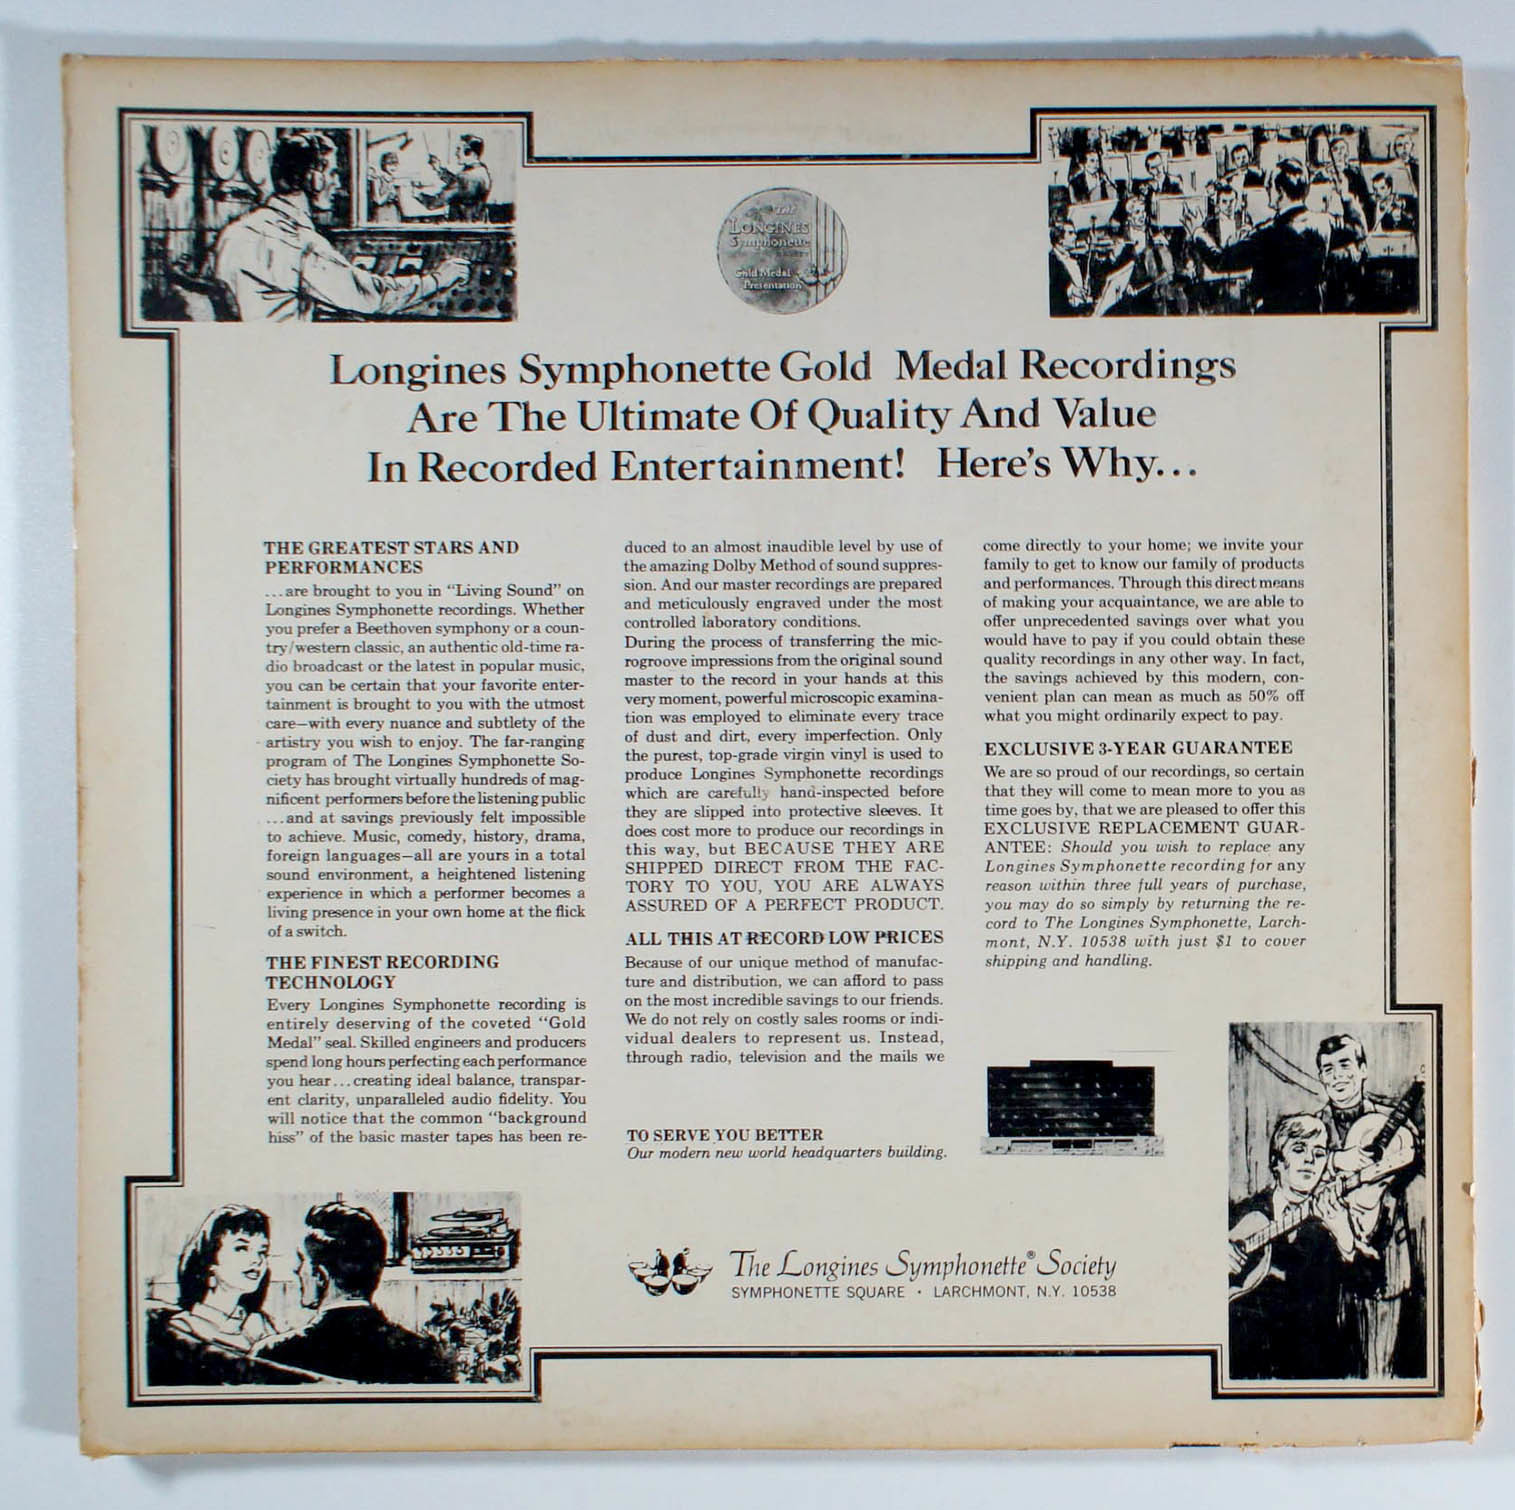 The
LONGINES
Symphonette
Gold Medal
Presentation
Longines Symphonette Gold Medal Recordings
Are The Ultimate Of Quality And Value
In Recorded Entertainment! Here's Why...
THE GREATEST STARS AND
PERFORMANCES
...are brought to you in "Living Sound" on
Longines Symphonette recordings. Whether
you prefer a Beethoven symphony or a coun-
try/western classic, an authentic old-time ra-
dio broadcast or the latest in popular music,
you can be certain that your favorite enter-
tainment is brought to you with the utmost
care—with every nuance and subtlety of the
artistry you wish to enjoy. The far-ranging
program of The Longines Symphonette So-
ciety has brought virtually hundreds of mag-
nificent performers before the listening public
...and at savings previously felt impossible
to achieve. Music, comedy, history, drama,
foreign languages—all are yours in a total
sound environment, a heightened listening
experience in which a performer becomes a
living presence in your own home at the flick
of a switch.
THE FINEST RECORDING
TECHNOLOGY
Every Longines Symphonette recording is
entirely deserving of the coveted "Gold
Medal" seal. Skilled engineers and producers
spend long hours perfecting each performance
you hear...creating ideal balance, transpar-
ent clarity, unparalleled audio fidelity. You
will notice that the common "background
hiss" of the basic master tapes has been re-
duced to an almost inaudible level by use of
the amazing Dolby Method of sound suppres-
sion. And our master recordings are prepared
and meticulously engraved under the most
controlled laboratory conditions.
During the process of transferring the mic-
rogroove impressions from the original sound
master to the record in your hands at this
very moment, powerful microscopic examina-
tion was employed to eliminate every trace
of dust and dirt, every imperfection. Only
the purest, top-grade virgin vinyl is used to
produce Longines Symphonette recordings
which are carefully hand-inspected before
they are slipped into protective sleeves. It
does cost more to produce our recordings in
this way, but BECAUSE THEY ARE
SHIPPED DIRECT FROM THE FAC-
TORY TO YOU, YOU ARE ALWAYS
ASSURED OF A PERFECT PRODUCT.
ALL THIS AT RECORD LOW PRICES
Because of our unique method of manufac-
ture and distribution, we can afford to pass
on the most incredible savings to our friends.
We do not rely on costly sales rooms or indi-
vidual dealers to represent us. Instead,
through radio, television and the mails we
come directly to your home; we invite your
family to get to know our family of products
and performances. Through this direct means
of making your acquaintance, we are able to
offer unprecedented savings over what you
would have to pay if you could obtain these
quality recordings in any other way. In fact,
the savings achieved by this modern, con-
venient plan can mean as much as 50% off
what you might ordinarily expect to pay.
EXCLUSIVE 3-YEAR GUARANTEE
We are so proud of our recordings, so certain
that they will come to mean more to you as
time goes by, that we are pleased to offer this
EXCLUSIVE REPLACEMENT GUAR-
ANTEE: Should you wish to replace any
Longines Symphonette recording for any
reason within three full years of purchase,
you may do so simply by returning the re-
cord to The Longines Symphonette, Larch-
mont, N.Y. 10538 with just $1 to cover
shipping and handling.
TO SERVE YOU BETTER
Our modern new world headquarters building.
The Longines Symphonette® Society
SYMPHONETTE SQUARE · LARCHMONT, N.Y. 10538